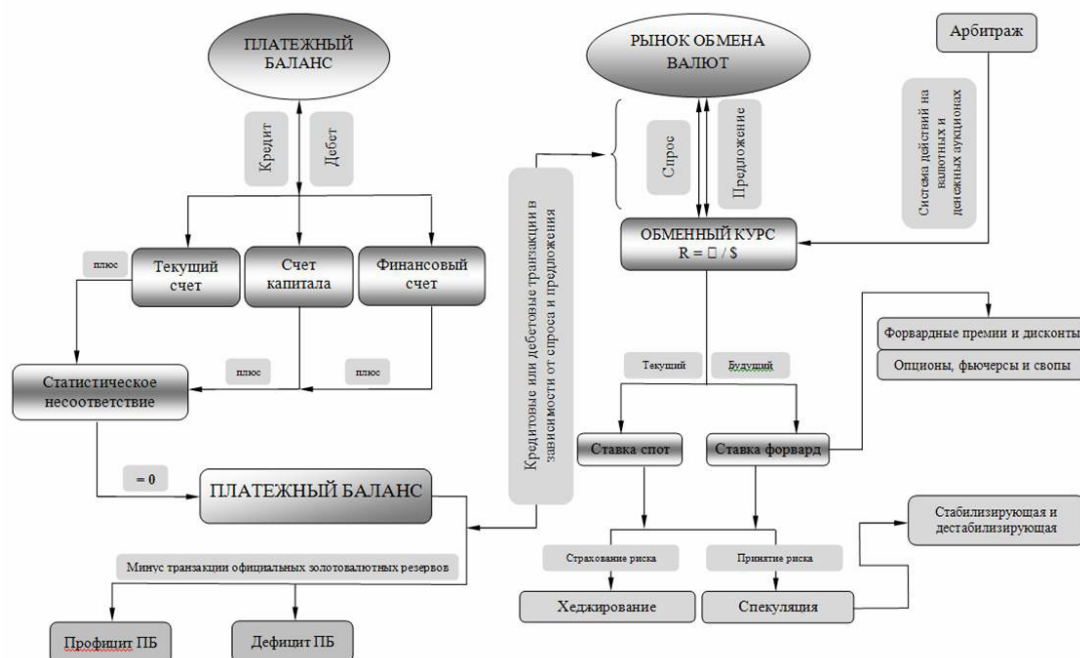 ПЛАТЕЖНЫЙ
БАЛАНС
Кредит
Дебет
плюс
Текущий
счет
Счет
капитала
Финансовый
счет
плюс
плюс
Статистическое
несоответствие
= 0
ПЛАТЕЖНЫЙ БАЛАНС
Минус транзакции официальных золотовалютных резервов
Профицит ПБ
Дефицит ПБ
Кредитовые или дебетовые транзакции в
зависимости от спроса и предложения
РЫНОК ОБМЕНА
ВАЛЮТ
Спрос
Предложение
Арбитраж
Система действий на
валютных и
денежных аукционах
ОБМЕННЫЙ КУРС
R = □ / $
Текущий
Будущий
Форвардные премии и дисконты
Опционы, фьючерсы и свопы
Ставка спот
Ставка форвард
Страхование риска
Принятие риска
Хеджирование
Спекуляция
Стабилизирующая и
дестабилизирующая